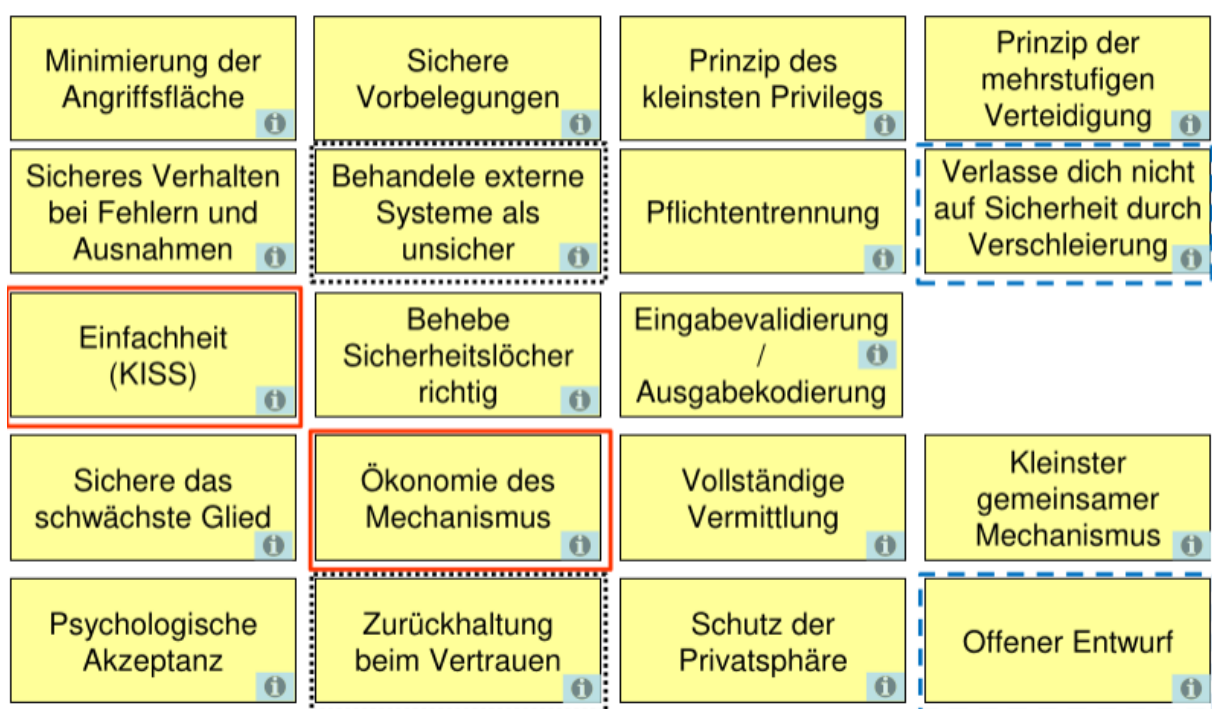 Minimierung der
Angriffsfläche
Sichere
Vorbelegungen
Prinzip des
kleinsten Privilegs
Prinzip der
mehrstufigen
Verteidigung
Sicheres Verhalten
bei Fehlern und
Ausnahmen
Behandele externe
Systeme als
unsicher
Pflichtentrennung
Verlasse dich nicht
auf Sicherheit durch
Verschleierung
Einfachheit
(KISS)
Behebe
Sicherheitslöcher
richtig
Eingabevalidierung
/
Ausgabekodierung
Sichere das
schwächste Glied
Ökonomie des
Mechanismus
Vollständige
Vermittlung
Kleinster
gemeinsamer
Mechanismus
Psychologische
Akzeptanz
Zurückhaltung
beim Vertrauen
Schutz der
Privatsphäre
Offener Entwurf